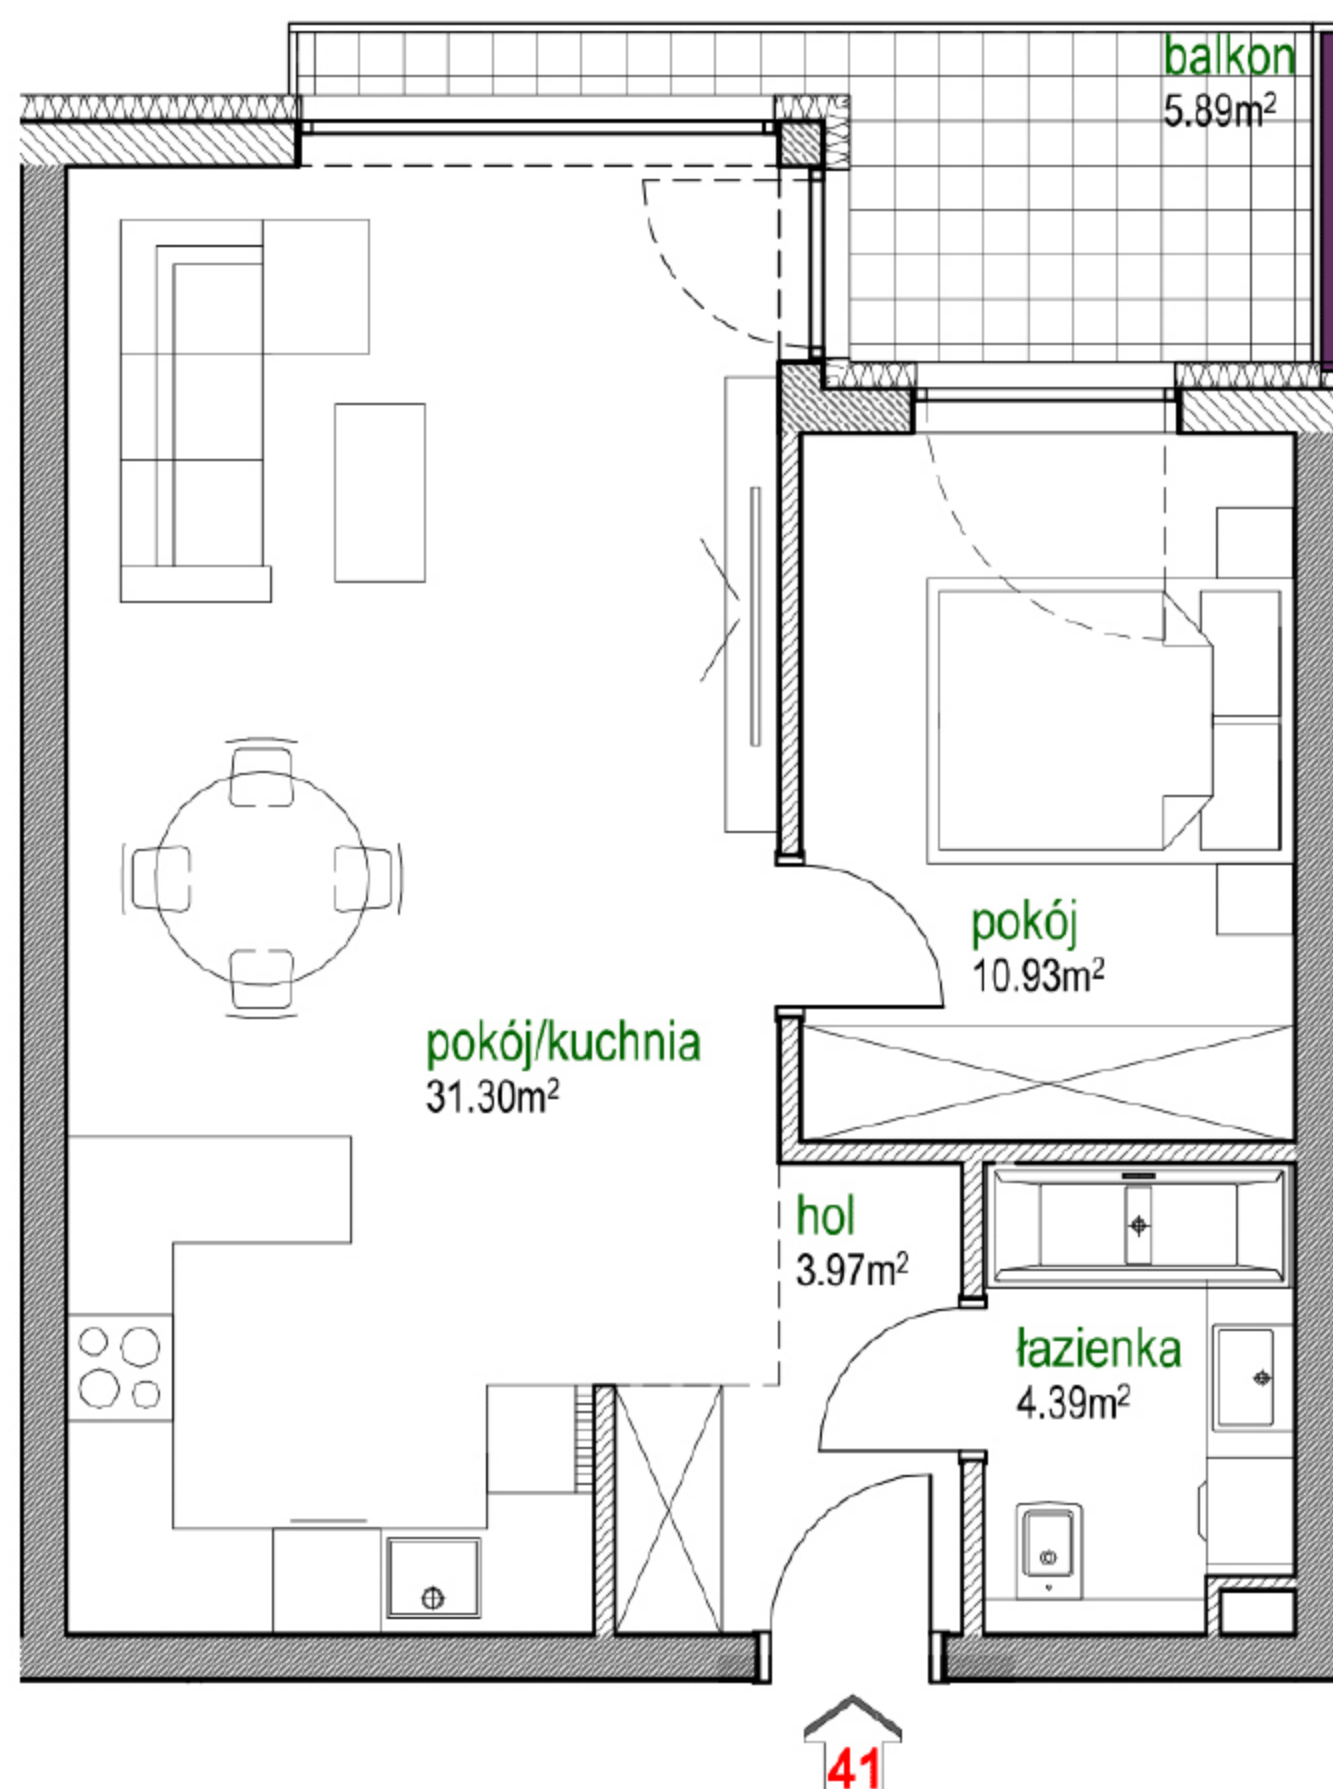 balkon
5.89m²
pokój
10.93m²
pokój/kuchnia
31.30m²
hol
3.97m²
łazienka
4.39m²
41